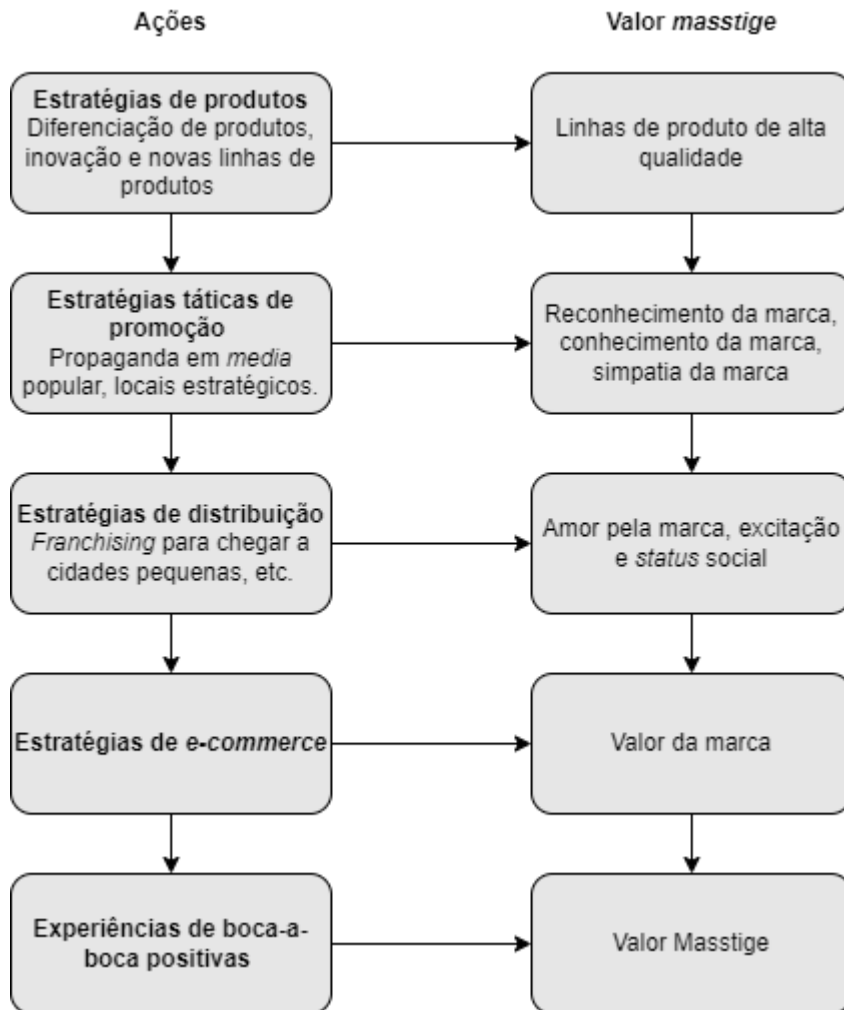 Ações
Valor masstige
Estratégias de produtos
Diferenciação de produtos,
inovação e novas linhas de
produtos
Linhas de produto de alta
qualidade
Estratégias táticas de
promoção
Propaganda em media
popular, locais estratégicos.
Reconhecimento da marca,
conhecimento da marca,
simpatia da marca
Estratégias de distribuição
Franchising para chegar a
cidades pequenas, etc.
Amor pela marca, excitação
e status social
Estratégias de e-commerce
Valor da marca
Experiências de boca-a-
boca positivas
Valor Masstige